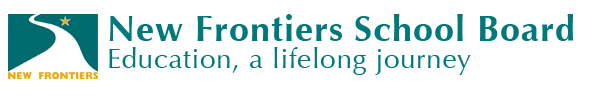 New Frontiers School Board
Education, a lifelong journey
NEW FRONTIERS